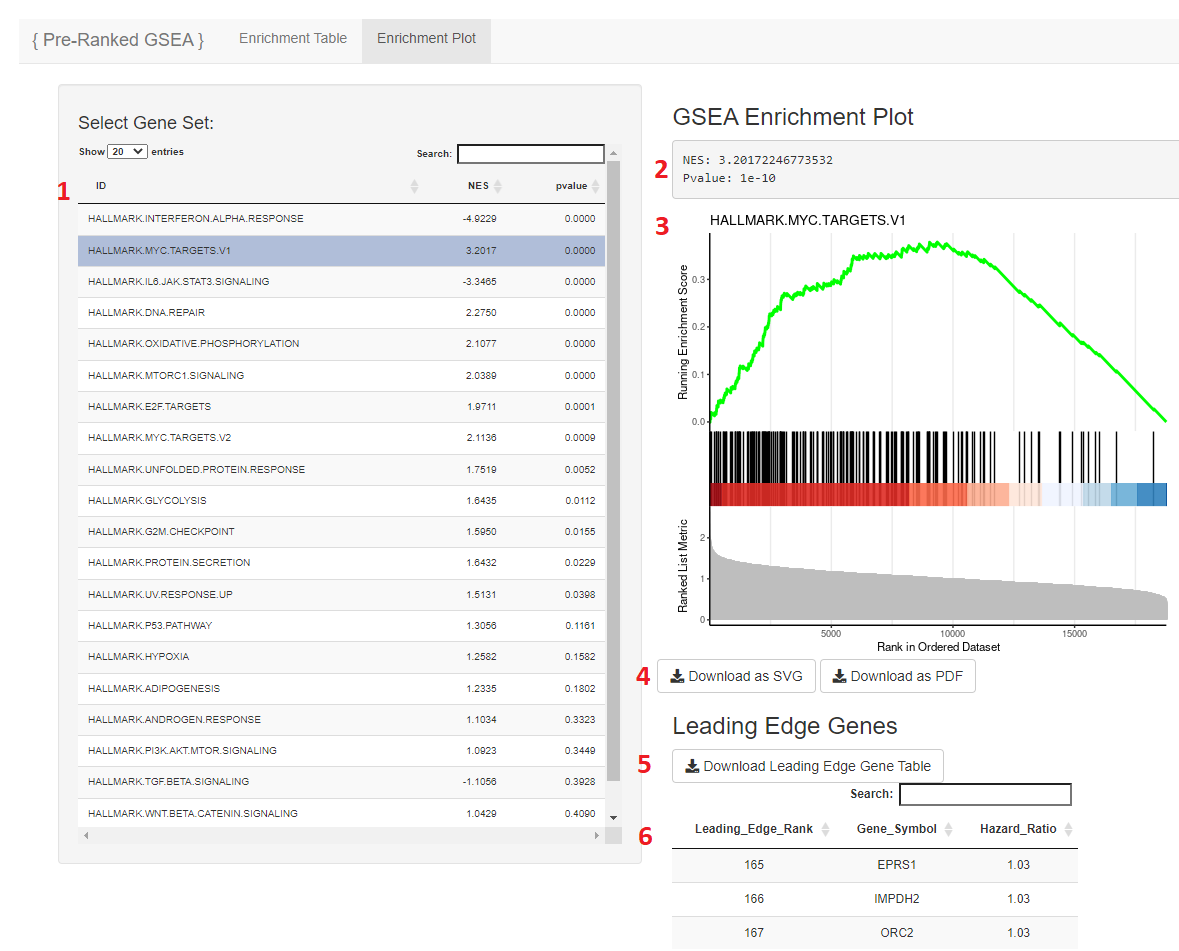 { Pre-Ranked GSEA } Enrichment Table Enrichment Plot
Select Gene Set:
Show 20 entries
Search:
1
ID NES pvalue
HALLMARK.INTERFERON.ALPHA.RESPONSE -4.9229 0.0000
HALLMARK.MYC.TARGETS.V1 3.2017 0.0000
HALLMARK.IL6.JAK.STAT3.SIGNALING -3.3465 0.0000
HALLMARK.DNA.REPAIR 2.2750 0.0000
HALLMARK.OXIDATIVE.PHOSPHORYLATION 2.1077 0.0000
HALLMARK.MTORC1.SIGNALING 2.0389 0.0000
HALLMARK.E2F.TARGETS 1.9711 0.0001
HALLMARK.MYC.TARGETS.V2 2.1136 0.0009
HALLMARK.UNFOLDED.PROTEIN.RESPONSE 1.7519 0.0052
HALLMARK.GLYCOLYSIS 1.6435 0.0112
HALLMARK.G2M.CHECKPOINT 1.5950 0.0155
HALLMARK.PROTEIN.SECRETION 1.6432 0.0229
HALLMARK.UV.RESPONSE.UP 1.5131 0.0398
HALLMARK.P53.PATHWAY 1.3056 0.1161
HALLMARK.HYPOXIA 1.2582 0.1582
HALLMARK.ADIPOGENESIS 1.2335 0.1802
HALLMARK.ANDROGEN.RESPONSE 1.1034 0.3323
HALLMARK.PI3K.AKT.MTOR.SIGNALING 1.0923 0.3449
HALLMARK.TGF.BETA.SIGNALING -1.1056 0.3928
HALLMARK.WNT.BETA.CATENIN.SIGNALING 1.0429 0.4090
GSEA Enrichment Plot
2
NES: 3.20172246773532
Pvalue: 1e-10
3
HALLMARK.MYC.TARGETS.V1
Running Enrichment Score
0.3
0.2
0.1
0.0
Ranked List Metric
2
1
0
5000 10000 15000
Rank in Ordered Dataset
4
Download as SVG Download as PDF
Leading Edge Genes
5
Download Leading Edge Gene Table
Search:
6
Leading_Edge_Rank Gene_Symbol Hazard_Ratio
165 EPRS1 1.03
166 IMPDH2 1.03
167 ORC2 1.03